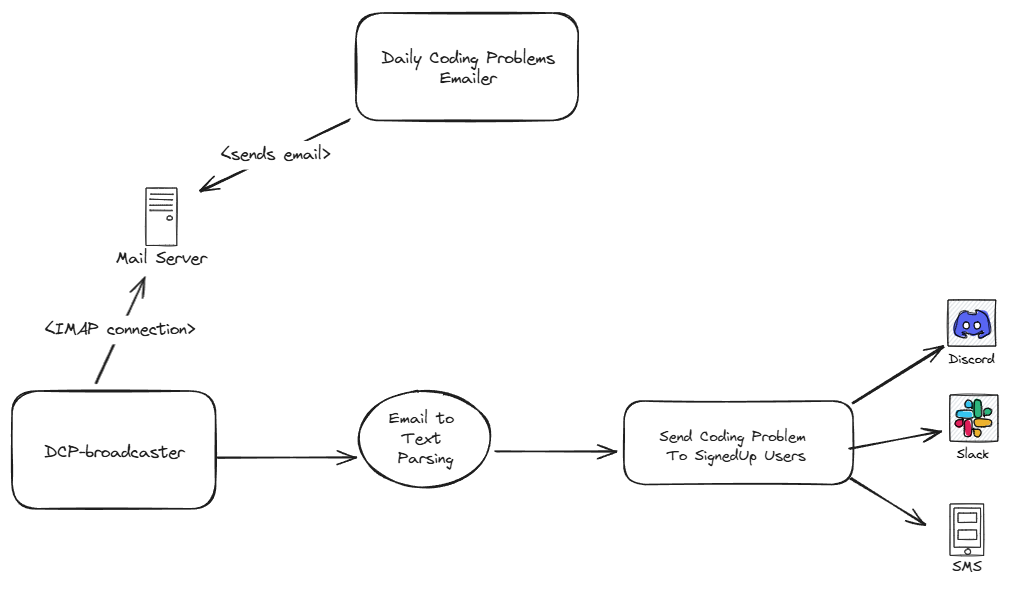 Daily Coding Problems
Emailer
<sends email>
Mail Server
<IMAP connection>
DCP-broadcaster
Email to
Text
Parsing
Send Coding Problem
To SignedUp Users
Discord
Slack
SMS